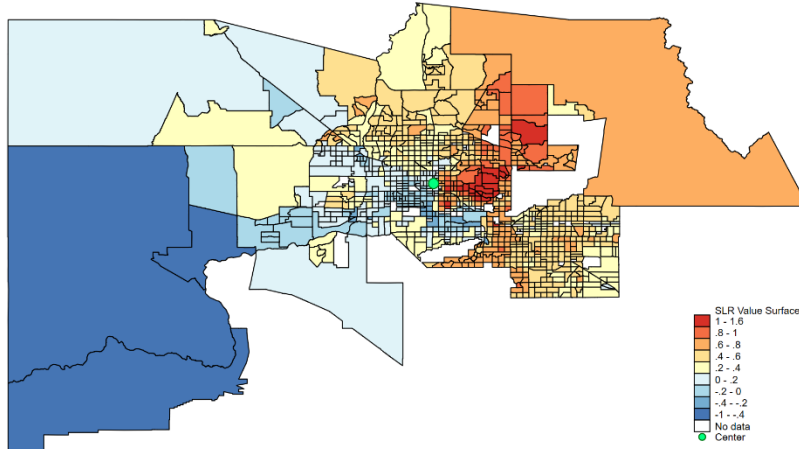 SLR Value Surface
1 - 1.6
.8 - 1
.6 - .8
.4 - .6
.2 - .4
0 - .2
-.2 - 0
-.4 - -.2
-1 - -.4
No data
Center